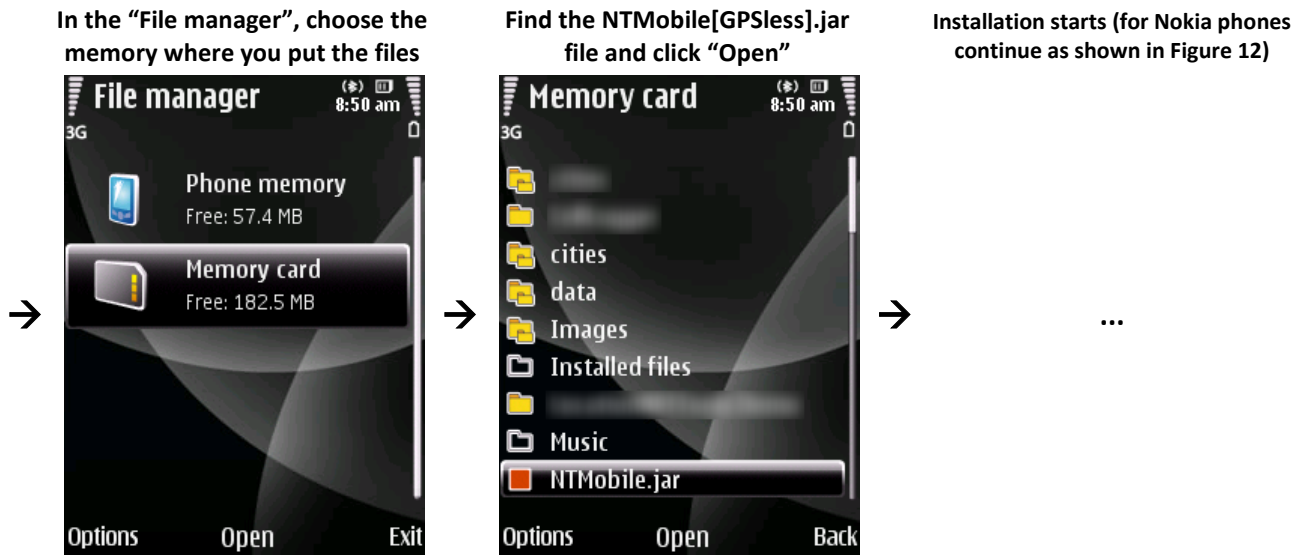 In the “File manager”, choose the
memory where you put the files
File manager
8:50 am
3G
Phone memory
Free: 57.4 MB
Memory card
Free: 182.5 MB
Options Open Exit
→
Find the NTMobile[GPSless].jar
file and click “Open”
Memory card
8:50 am
3G
cities
data
Images
Installed files
Music
NTMobile.jar
Options Open Back
→
Installation starts (for Nokia phones
continue as shown in Figure 12)
→
...